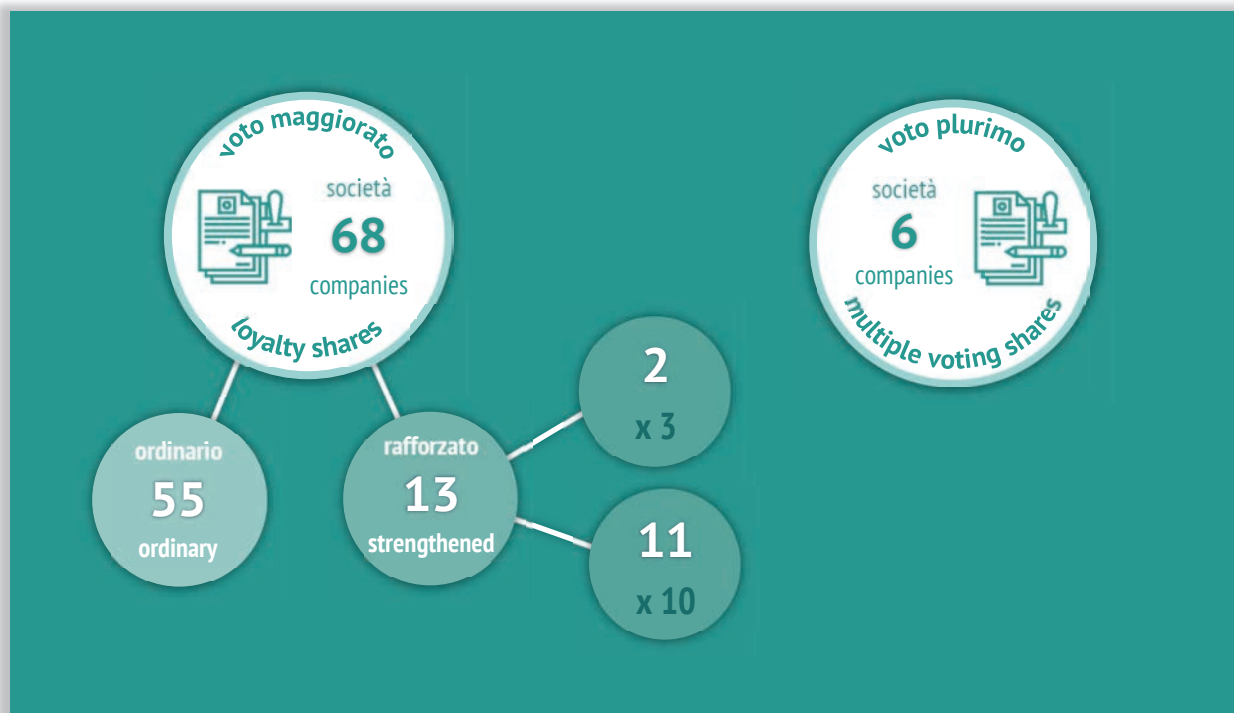 voto maggiorato
società
68
companies
loyalty shares
ordinario
55
ordinary
rafforzato
13
strengthened
2
x 3
11
x 10
voto plurimo
società
6
companies
multiple voting shares